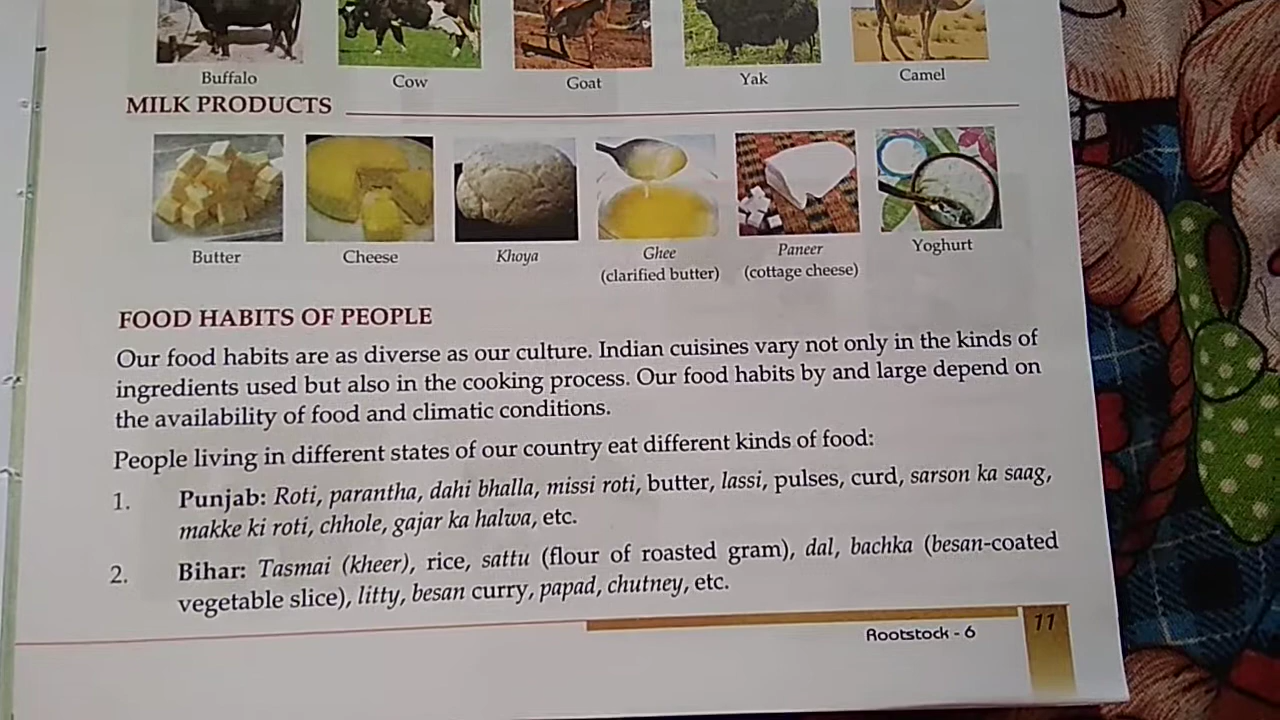 Buffalo Cow Goat Yak Camel
MILK PRODUCTS
Butter Cheese Khoya Ghee (clarified butter) Paneer (cottage cheese) Yoghurt
FOOD HABITS OF PEOPLE
Our food habits are as diverse as our culture. Indian cuisines vary not only in the kinds of
ingredients used but also in the cooking process. Our food habits by and large depend on
the availability of food and climatic conditions.
People living in different states of our country eat different kinds of food:
1. Punjab: Roti, parantha, dahi bhalla, missi roti, butter, lassi, pulses, curd, sarson ka saag,
makke ki roti, chhole, gajar ka halwa, etc.
2. Bihar: Tasmai (kheer), rice, sattu (flour of roasted gram), dal, bachka (besan-coated
vegetable slice), litty, besan curry, papad, chutney, etc.
Rootstock - 6 11